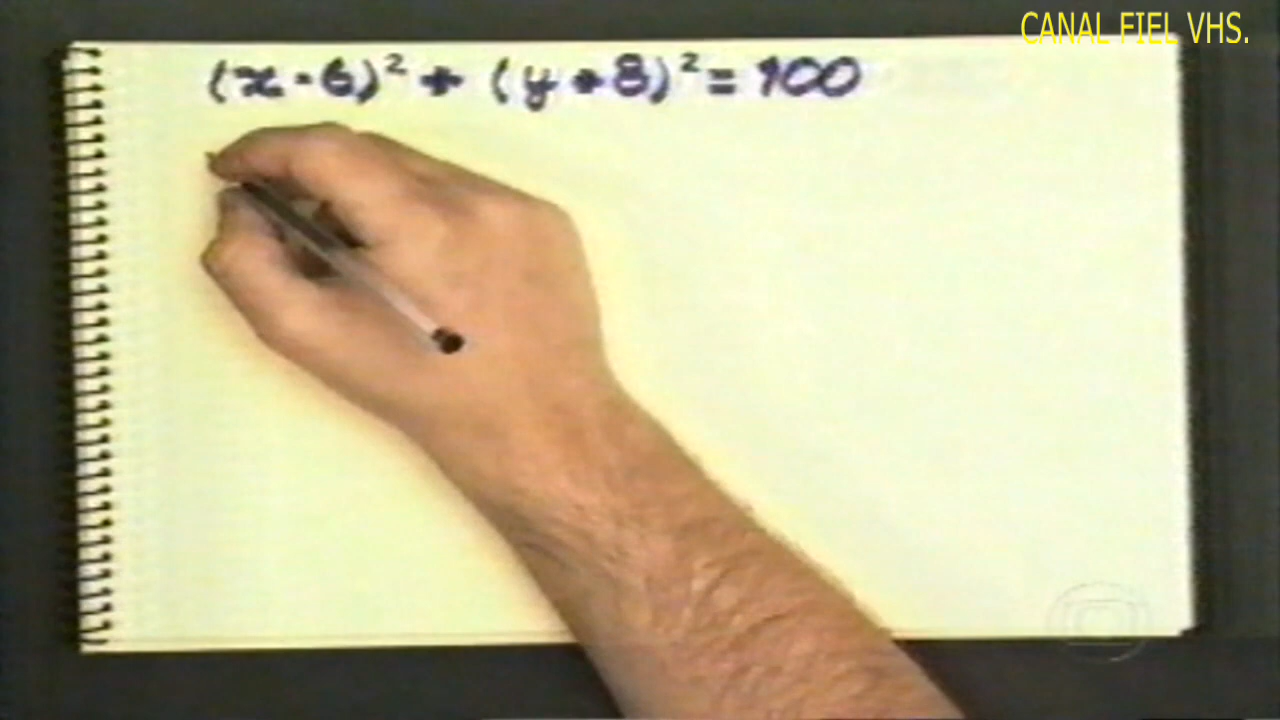 CANAL FIEL VHS.
(x - 6)² + (y + 8)² = 100